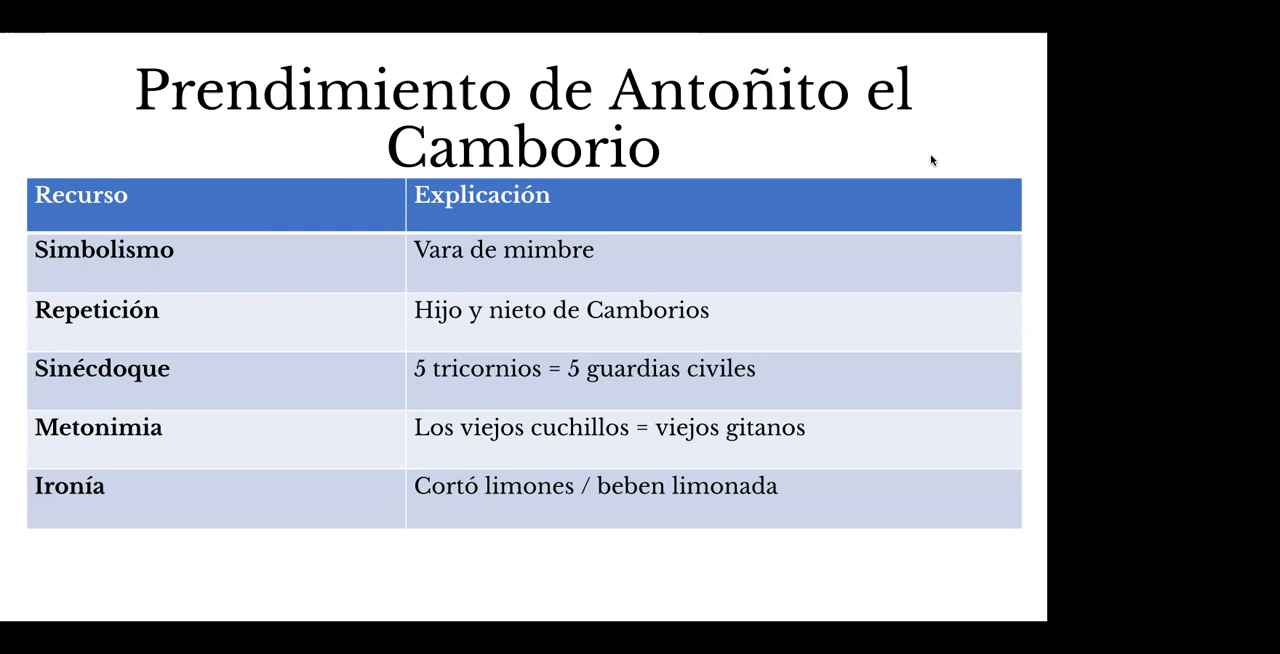 Prendimiento de Antoñito el
Camborio
Recurso Explicación
Simbolismo Vara de mimbre
Repetición Hijo y nieto de Camborios
Sinécdoque 5 tricornios = 5 guardias civiles
Metonimia Los viejos cuchillos = viejos gitanos
Ironía Cortó limones / beben limonada